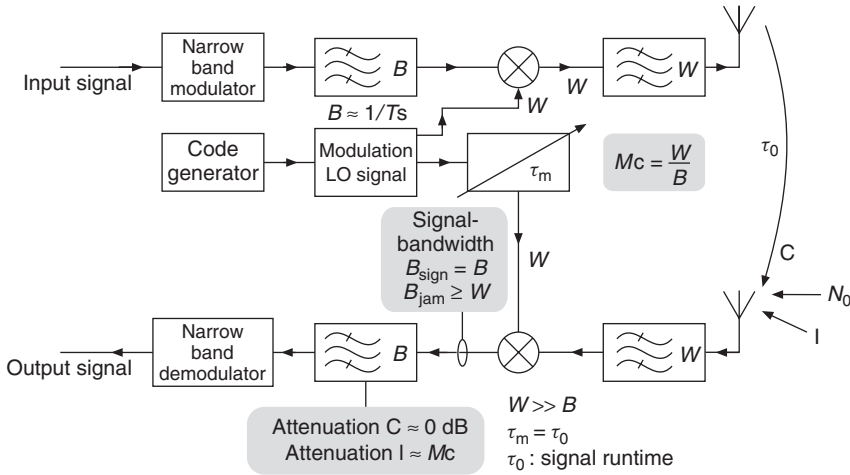 Input signal
Narrow
band
modulator
B
B ≈ 1/Ts
W
W
W
Code
generator
Modulation
LO signal
τm
Mc = W/B
τ0
Signal-
bandwidth
Bsign = B
Bjam ≥ W
W
C
N0
I
Output signal
Narrow
band
demodulator
B
W
Attenuation C ≈ 0 dB
Attenuation I ≈ Mc
W >> B
τm = τ0
τ0 : signal runtime